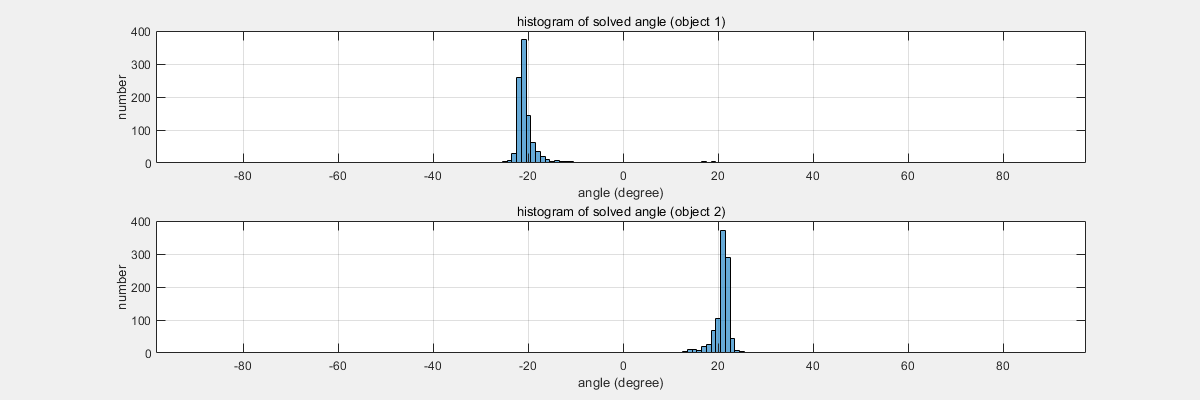 histogram of solved angle (object 1)
400
300
200
100
0
number
-80 -60 -40 -20 0 20 40 60 80
angle (degree)
histogram of solved angle (object 2)
400
300
200
100
0
number
-80 -60 -40 -20 0 20 40 60 80
angle (degree)